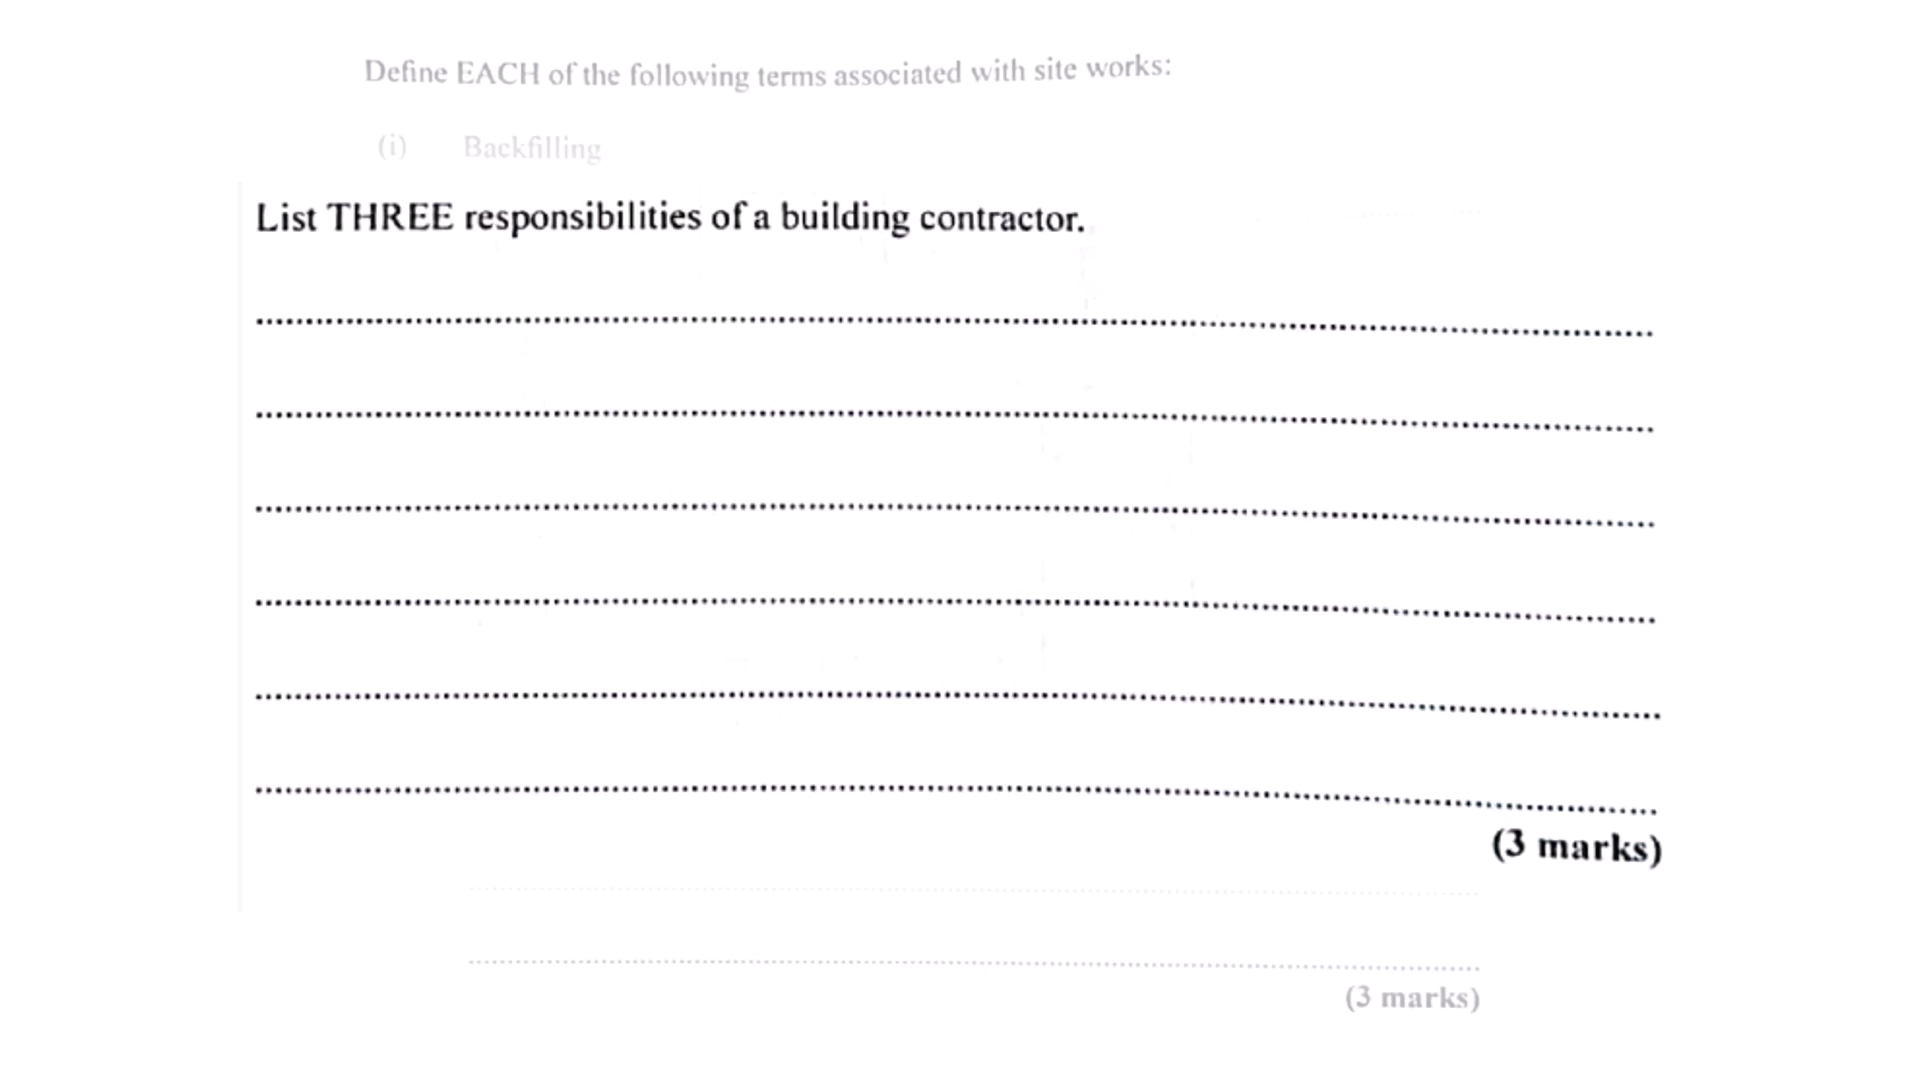 Define EACH of the following terms associated with site works:
(i) Backfilling
List THREE responsibilities of a building contractor.
(3 marks)
(3 marks)